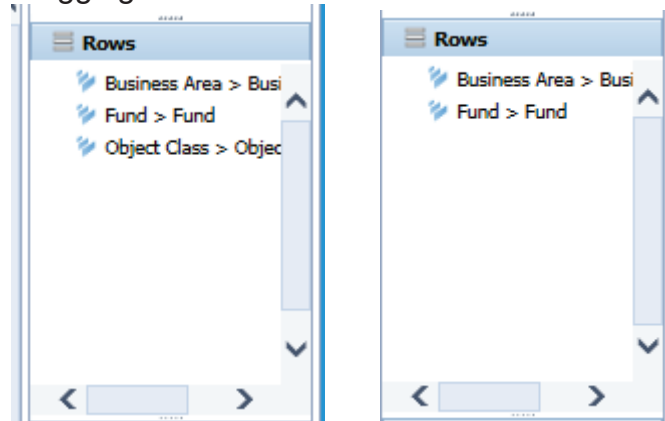 Rows
Business Area > Busi
Fund > Fund
Object Class > Objec
Rows
Business Area > Busi
Fund > Fund